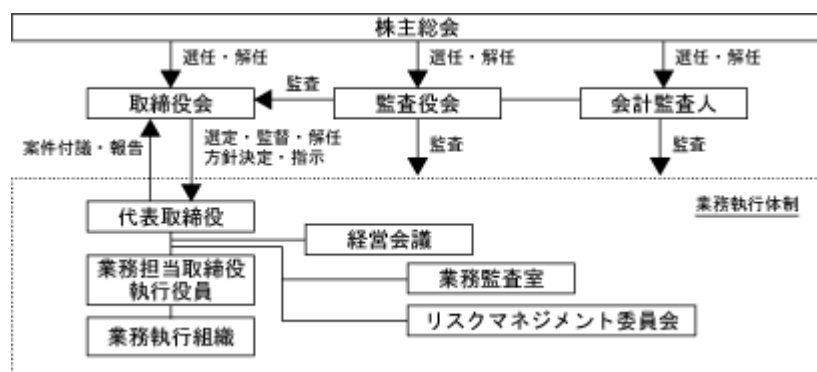 株主総会
選任・解任
選任・解任
選任・解任
取締役会
監査
監査役会
会計監査人
案件付議・報告
選定・監督・解任
方針決定・指示
監査
監査
業務執行体制
代表取締役
経営会議
業務担当取締役
執行役員
業務監査室
業務執行組織
リスクマネジメント委員会